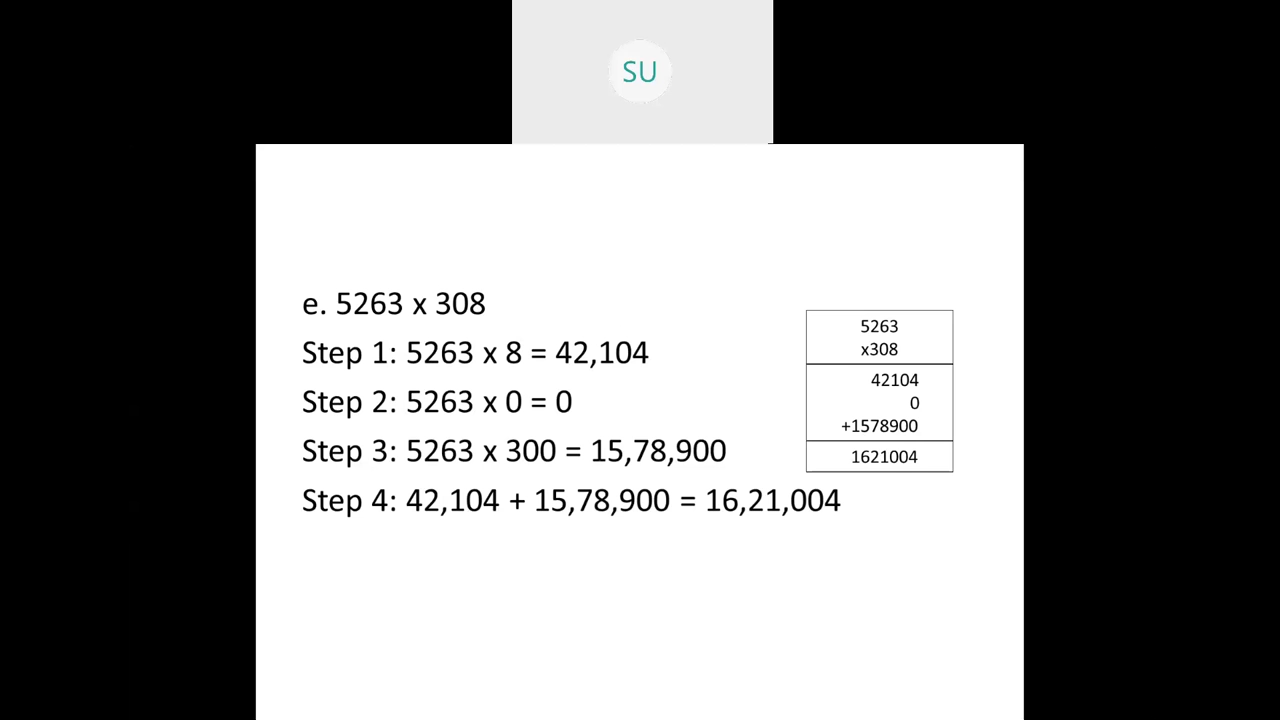 SU
e. 5263 x 308
Step 1: 5263 x 8 = 42,104
Step 2: 5263 x 0 = 0
Step 3: 5263 x 300 = 15,78,900
Step 4: 42,104 + 15,78,900 = 16,21,004
5263
x308
42104
0
+1578900
1621004